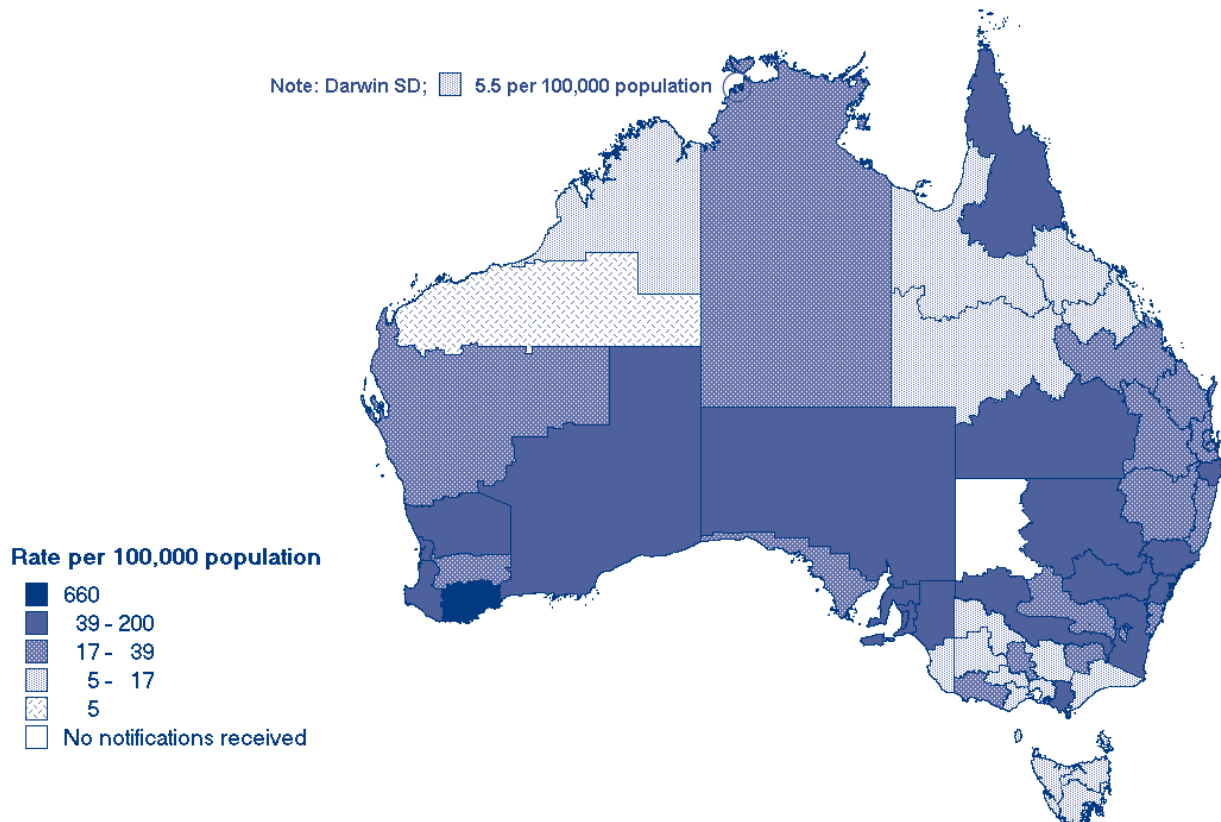 Note: Darwin SD; 5.5 per 100,000 population
Rate per 100,000 population
660
39 - 200
17 - 39
5 - 17
5
No notifications received